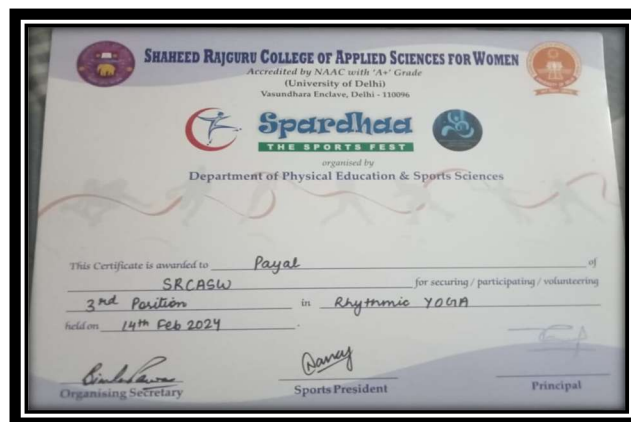 SHAHEED RAJGURU COLLEGE OF APPLIED SCIENCES FOR WOMEN
Accredited by NAAC with 'A+' Grade
(University of Delhi)
Vasundhara Enclave, Delhi - 110096
Spardhaa
THE SPORTS FEST
organised by
Department of Physical Education & Sports Sciences
This Certificate is awarded to Payal of
SRCASW for securing / participating / volunteering
3rd Position in Rhythmic YOGA
held on 14th Feb 2024.
Organising Secretary
Sports President
Principal